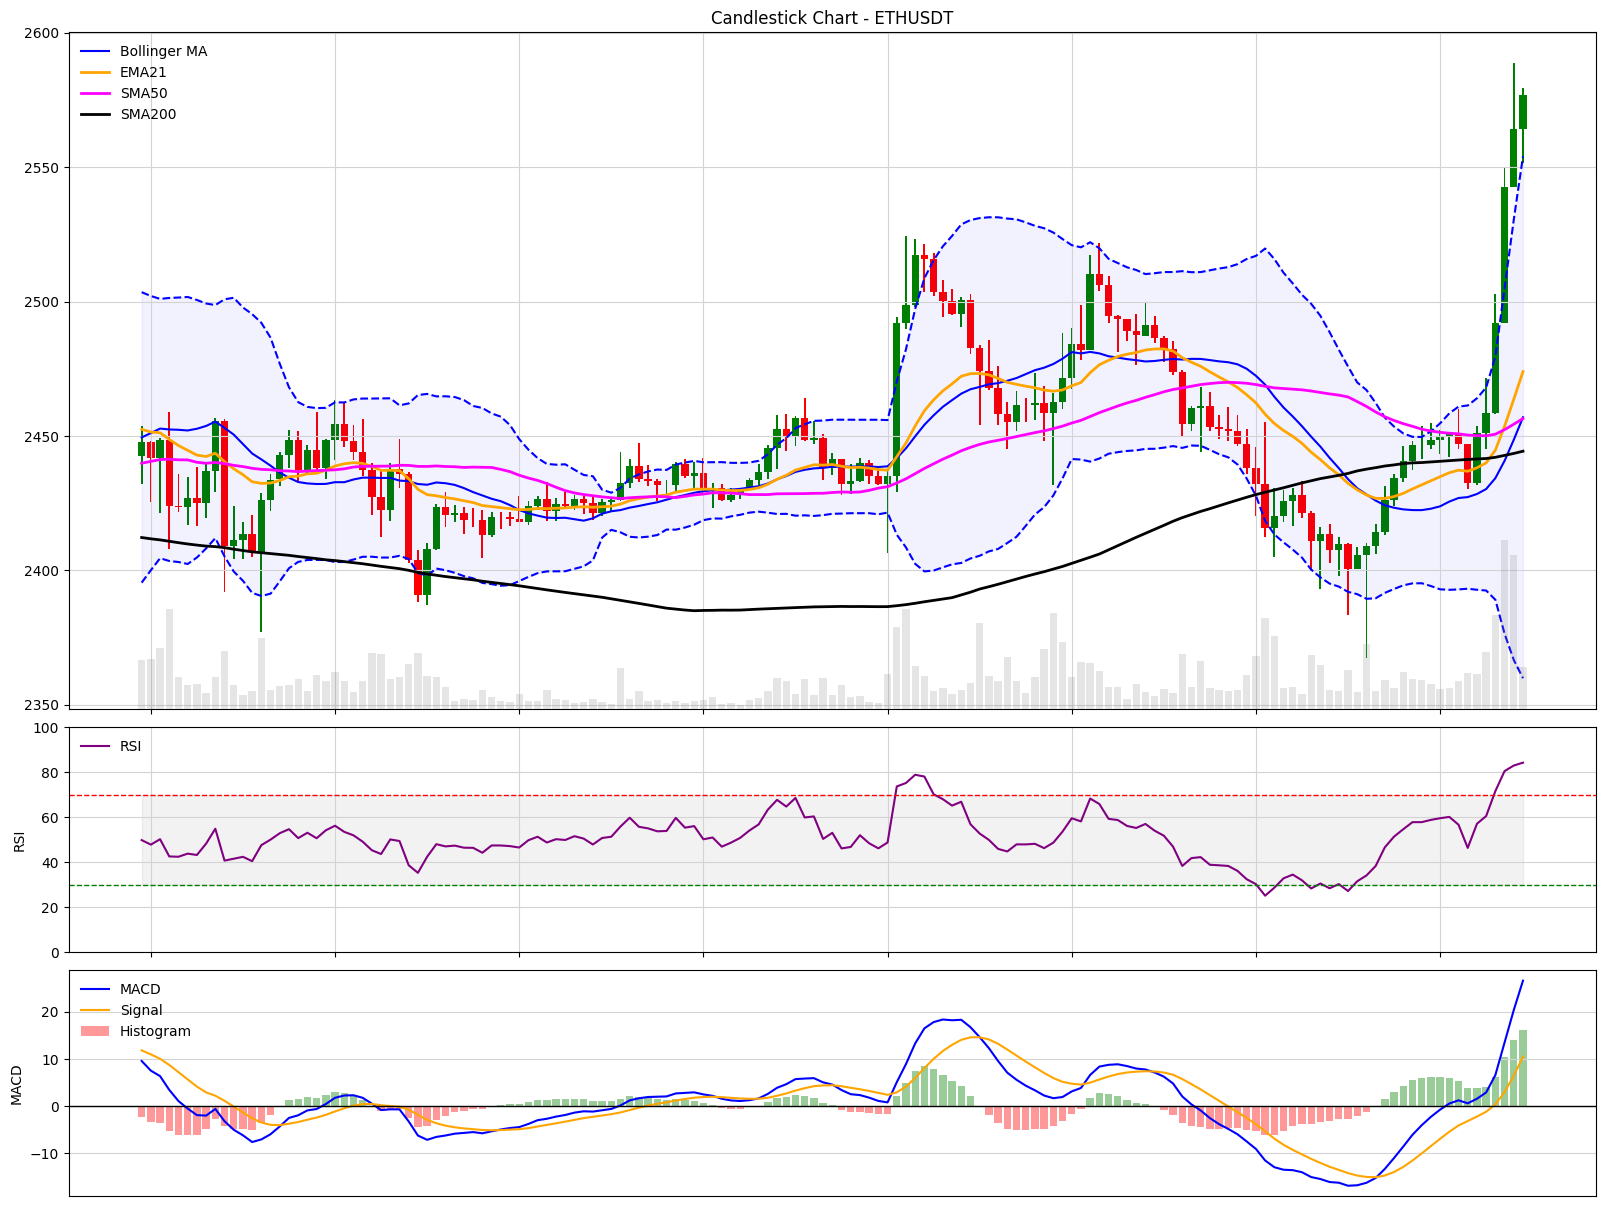 Candlestick Chart - ETHUSDT
2600
2550
2500
2450
2400
2350
Bollinger MA
EMA21
SMA50
SMA200
100
80
60
40
20
0
RSI
RSI
20
10
0
−10
MACD
MACD
Signal
Histogram